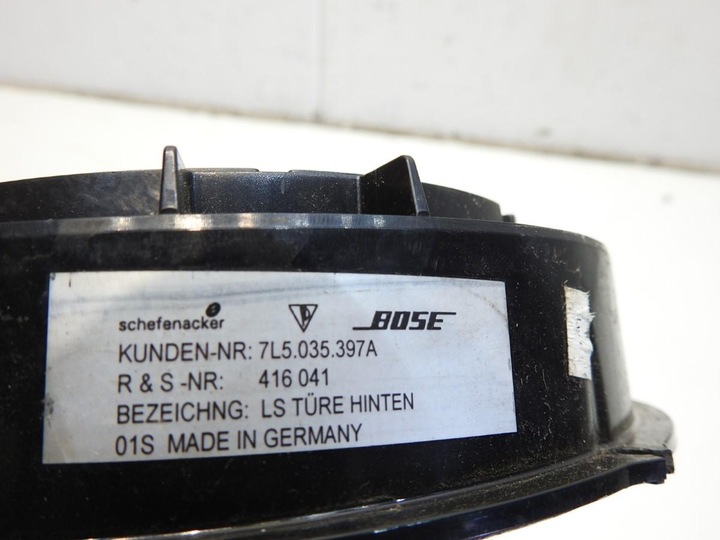 schefenacker BOSE
KUNDEN-NR: 7L5.035.397A
R & S -NR: 416 041
BEZEICHNG: LS TÜRE HINTEN
01S MADE IN GERMANY